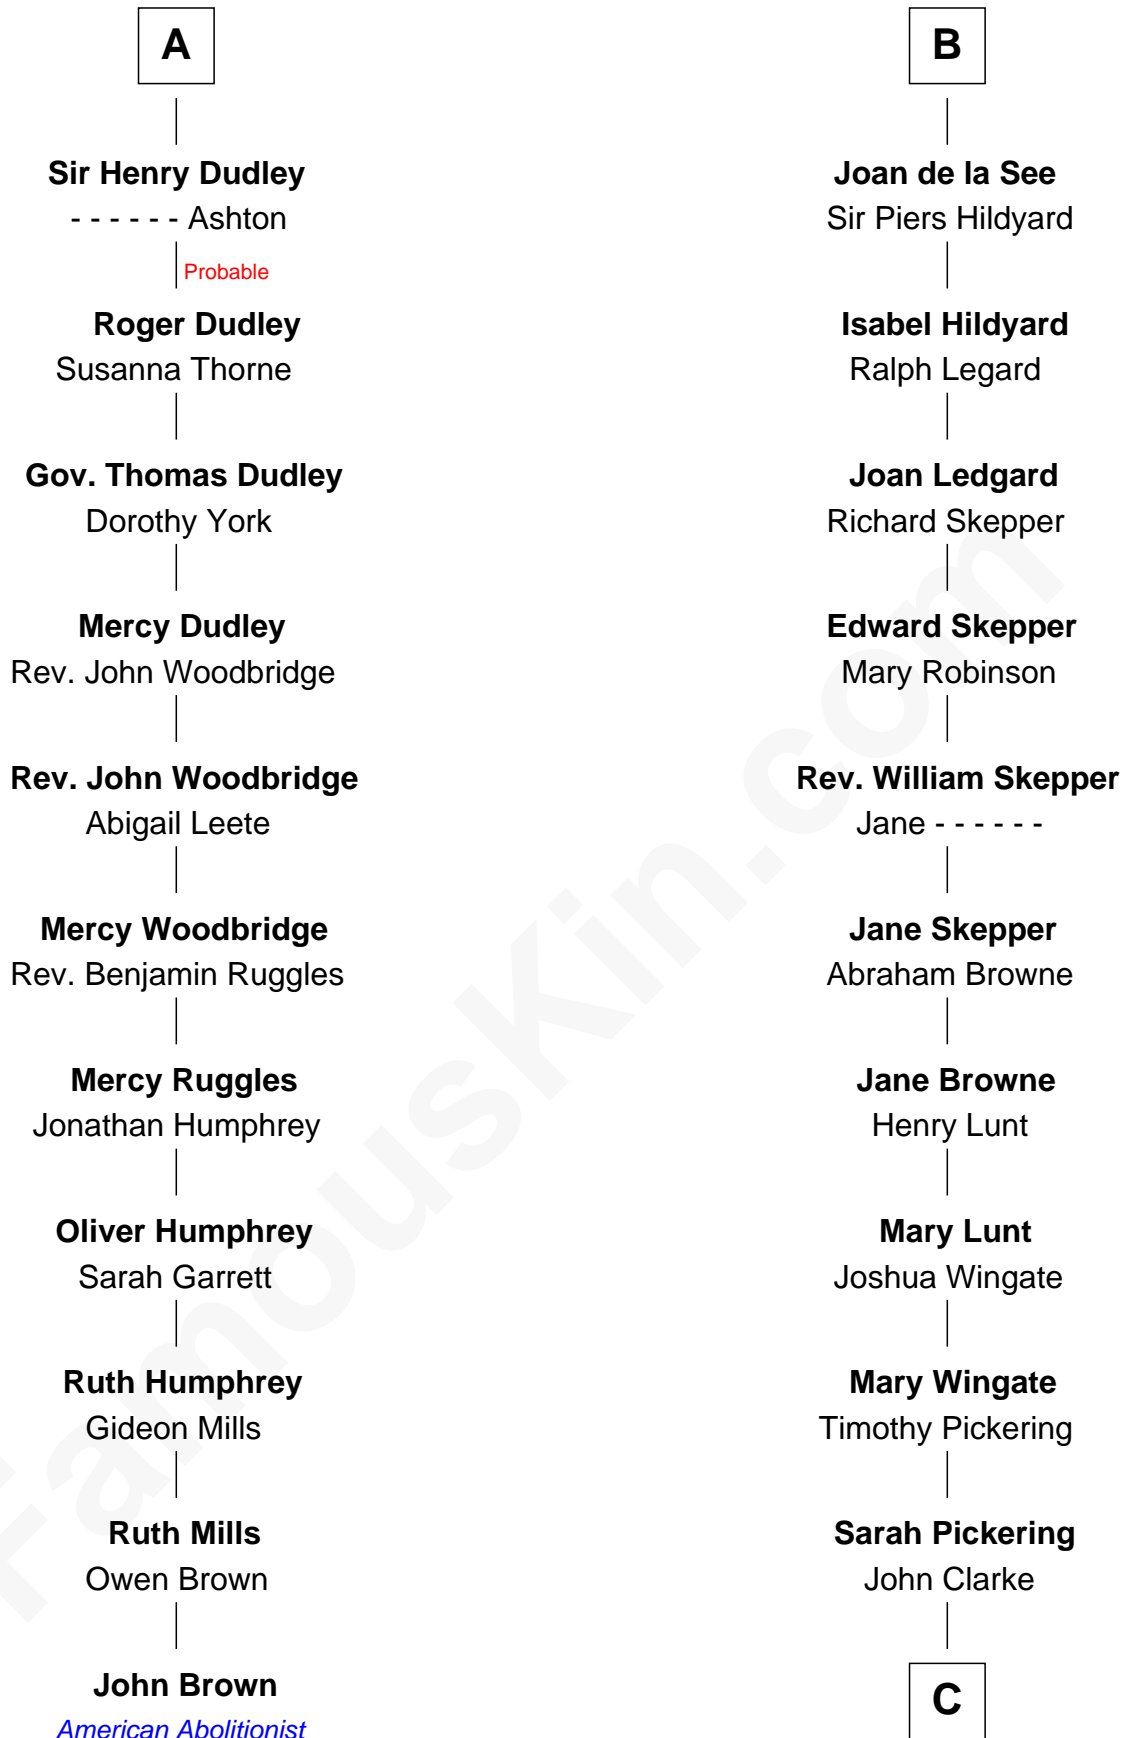 A
Sir Henry Dudley
- - - - - - Ashton
Probable
Roger Dudley
Susanna Thorne
Gov. Thomas Dudley
Dorothy York
Mercy Dudley
Rev. John Woodbridge
Rev. John Woodbridge
Abigail Leete
Mercy Woodbridge
Rev. Benjamin Ruggles
Mercy Ruggles
Jonathan Humphrey
Oliver Humphrey
Sarah Garrett
Ruth Humphrey
Gideon Mills
Ruth Mills
Owen Brown
John Brown
American Abolitionist
B
Joan de la See
Sir Piers Hildyard
Isabel Hildyard
Ralph Legard
Joan Ledgard
Richard Skepper
Edward Skepper
Mary Robinson
Rev. William Skepper
Jane - - - - - -
Jane Skepper
Abraham Browne
Jane Browne
Henry Lunt
Mary Lunt
Joshua Wingate
Mary Wingate
Timothy Pickering
Sarah Pickering
John Clarke
C
FamousKin.com